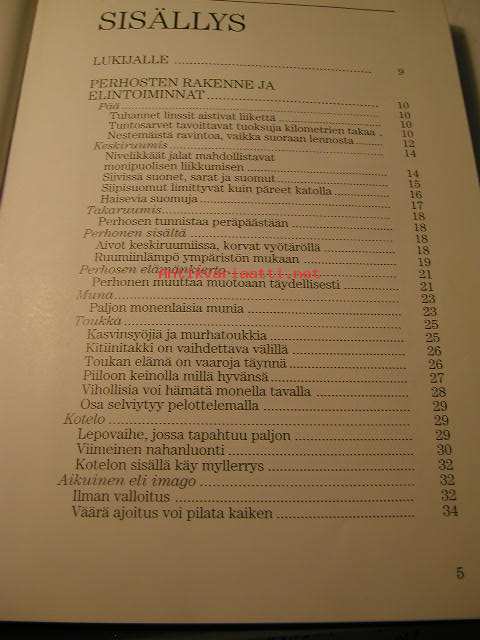 SISÄLLYS
LUKIJALLE 9
PERHOSTEN RAKENNE JA
ELINTOIMINNAT 10
Pää 10
Tuhannet linssit aistivat liikettä 10
Tuntosarvet tavoittavat tuoksuja kilometrien takaa 10
Nestemäistä ravintoa, vaikka suoraan lennosta 12
Keskiruumis 14
Nivelikkäät jalat mahdollistavat
monipuolisen liikkumisen 14
Siivissä suonet, sarat ja suomut 15
Siipisuomut limittyvät kuin päreet katolla 16
Haisevia suomuja 17
Takaruumis 18
Perhosen tunnistaa peräpäästään 18
Perhonen sisältä 18
Aivot keskiruumiissa, korvat vyötäröllä 18
Ruumiinlämpö ympäristön mukaan 19
Perhosen elämänkierto 21
Antikvariaatti.net
Perhonen muuttaa muotoaan täydellisesti 21
Muna 23
Paljon monenlaisia munia 23
Toukka 25
Kasvinsyöjiä ja murhatoukkia 25
Kitiinitakki on vaihdettava välillä 26
Toukan elämä on vaaroja täynnä 26
Piiloon keinolla millä hyvänsä 27
Vihollisia voi hämätä monella tavalla 28
Osa selviytyy pelottelemalla 29
Kotelo 29
Lepovaihe, jossa tapahtuu paljon 29
Viimeinen nahanluonti 30
Kotelon sisällä käy myllerrys 32
Aikuinen eli imago 32
Ilman valloitus 32
Väärä ajoitus voi pilata kaiken 34
5